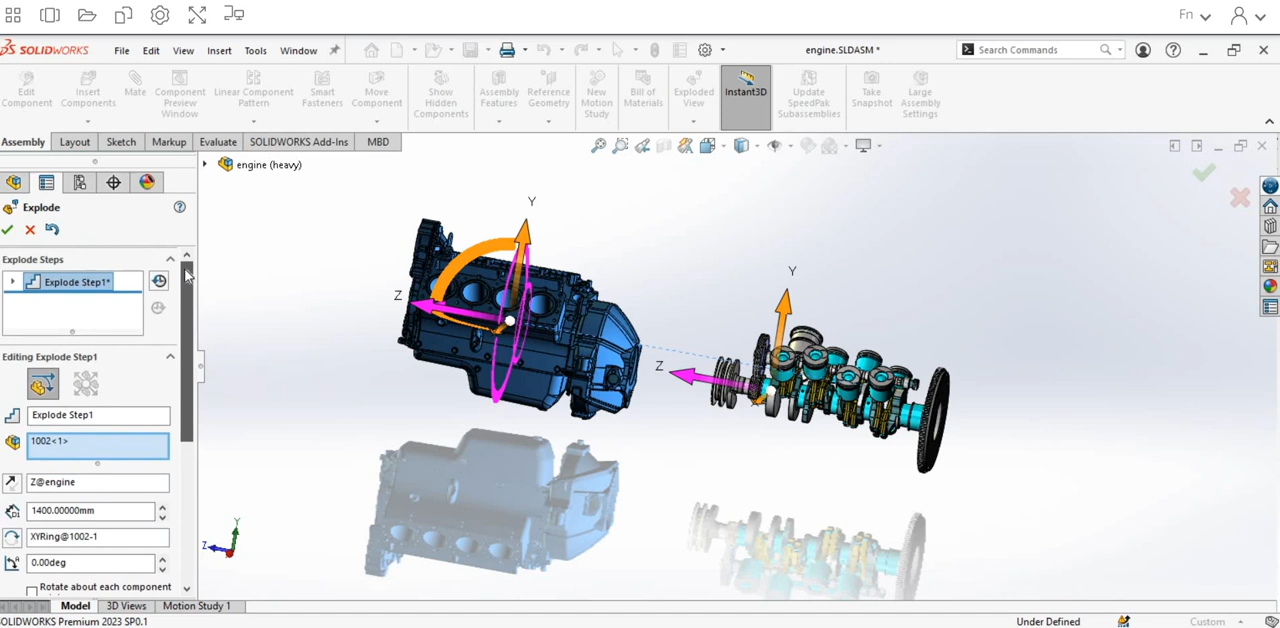 Fn
SOLIDWORKS File Edit View Insert Tools Window engine.SLDASM * Search Commands
Edit Component
Insert Components
Mate
Component Preview Window
Linear Component Pattern
Smart Fasteners
Move Component
Show Hidden Components
Assembly Features
Reference Geometry
New Motion Study
Bill of Materials
Exploded View
Instant3D
Update SpeedPak Subassemblies
Take Snapshot
Large Assembly Settings
Assembly Layout Sketch Markup Evaluate SOLIDWORKS Add-Ins MBD
engine (heavy)
Explode
Explode Steps
Explode Step1*
Editing Explode Step1
Explode Step1
1002<1>
Z@engine
1400.00000mm
XYRing@1002-1
0.00deg
Rotate about each component
Y
Z
Y
Z
Y
Z
Model 3D Views Motion Study 1
SOLIDWORKS Premium 2023 SP0.1 Under Defined Custom